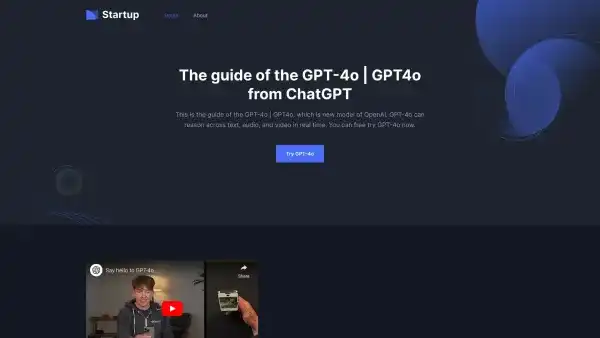 Startup
Home
About
The guide of the GPT-4o | GPT4o
from ChatGPT
This is the guide of the GPT-4o | GPT4o, which is new model of OpenAI. GPT-4o can
reason across text, audio, and video in real time. You can free try GPT-4o now.
Try GPT-4o
Say hello to GPT-4o
Share